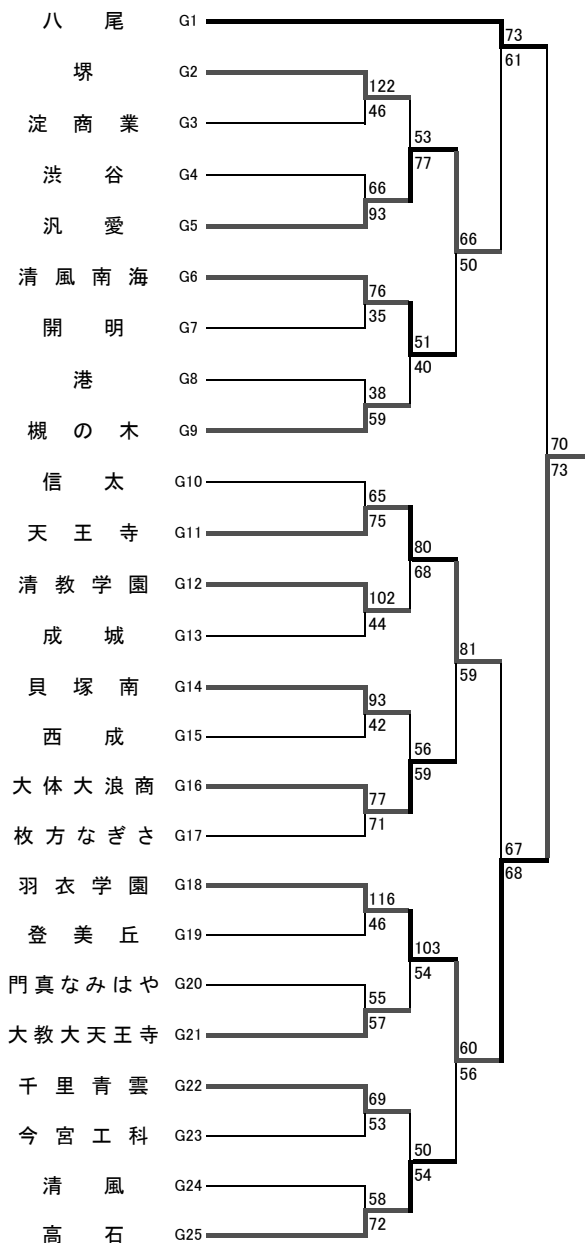 八尾 G1
73
61
堺 G2
122
46
淀商業 G3
53
77
渋谷 G4
66
93
汎愛 G5
66
50
清風南海 G6
76
35
開明 G7
51
40
港 G8
38
59
槻の木 G9
70
73
信太 G10
65
75
天王寺 G11
80
68
清教学園 G12
102
44
成城 G13
81
59
貝塚南 G14
93
42
西成 G15
56
59
大体大浪商 G16
77
71
枚方なぎさ G17
67
68
羽衣学園 G18
116
46
登美丘 G19
103
54
門真なみはや G20
55
57
大教大天王寺 G21
60
56
千里青雲 G22
69
53
今宮工科 G23
50
54
清風 G24
58
72
高石 G25